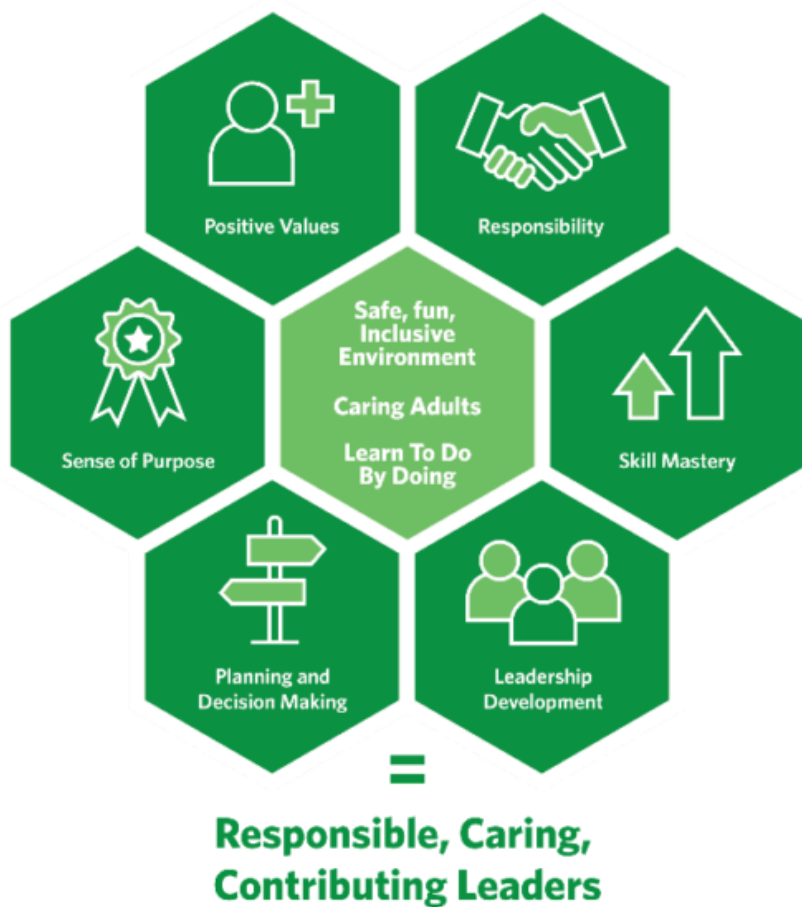 Positive Values
Responsibility
Safe, fun,
Inclusive
Environment
Caring Adults
Learn To Do
By Doing
Sense of Purpose
Skill Mastery
Planning and
Decision Making
Leadership
Development
=
Responsible, Caring,
Contributing Leaders